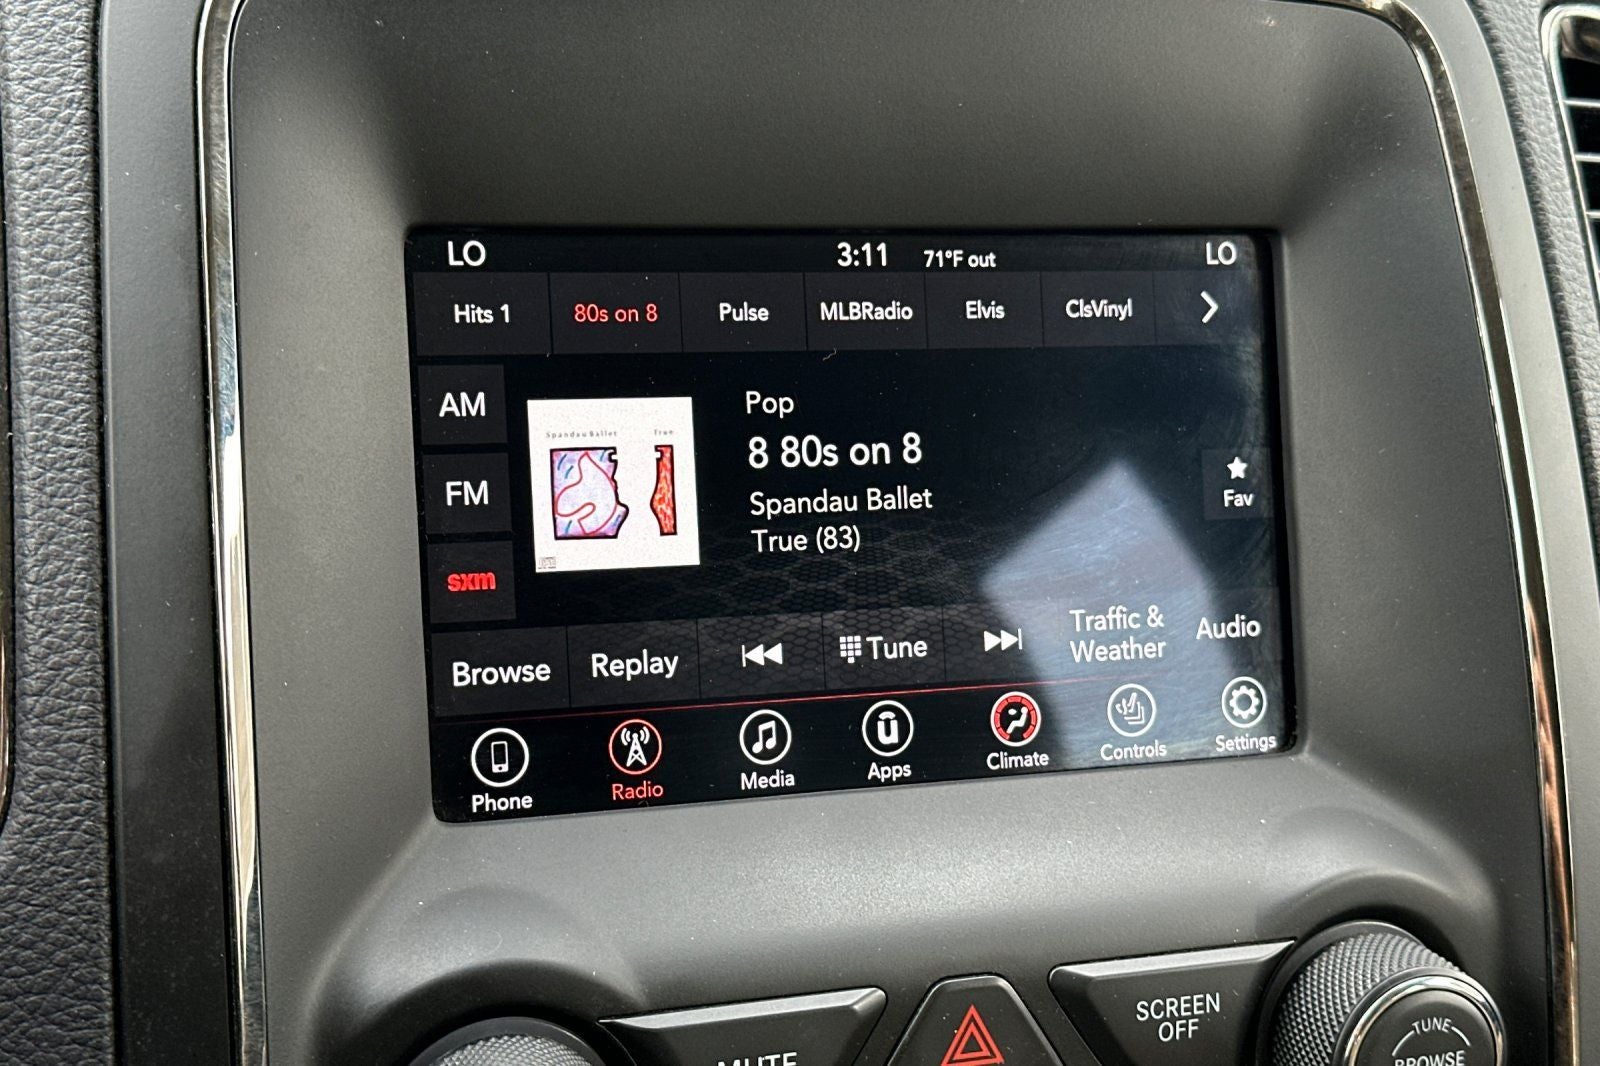 LO 3:11 71°F out LO
Hits 1 80s on 8 Pulse MLBRadio Elvis ClsVinyl
AM
FM
sxm
Spandau Ballet True
Pop
8 80s on 8
Spandau Ballet
True (83)
Fav
Browse Replay Tune Traffic & Weather Audio
Phone Radio Media Apps Climate Controls Settings
MUTE
SCREEN
OFF
TUNE
BROWSE